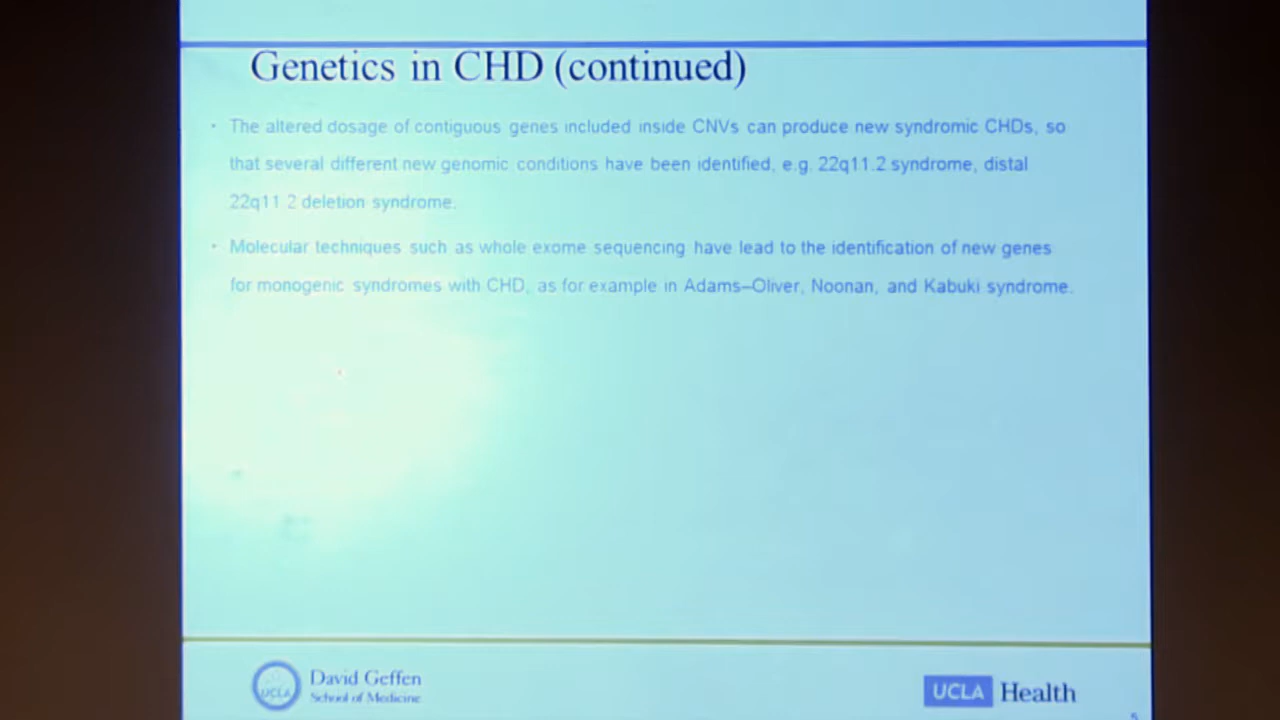 Genetics in CHD (continued)
• The altered dosage of contiguous genes included inside CNVs can produce new syndromic CHDs, so
that several different new genomic conditions have been identified, e.g. 22q11.2 syndrome, distal
22q11.2 deletion syndrome.
• Molecular techniques such as whole exome sequencing have lead to the identification of new genes
for monogenic syndromes with CHD, as for example in Adams–Oliver, Noonan, and Kabuki syndrome.
UCLA
David Geffen
School of Medicine
UCLA Health
5